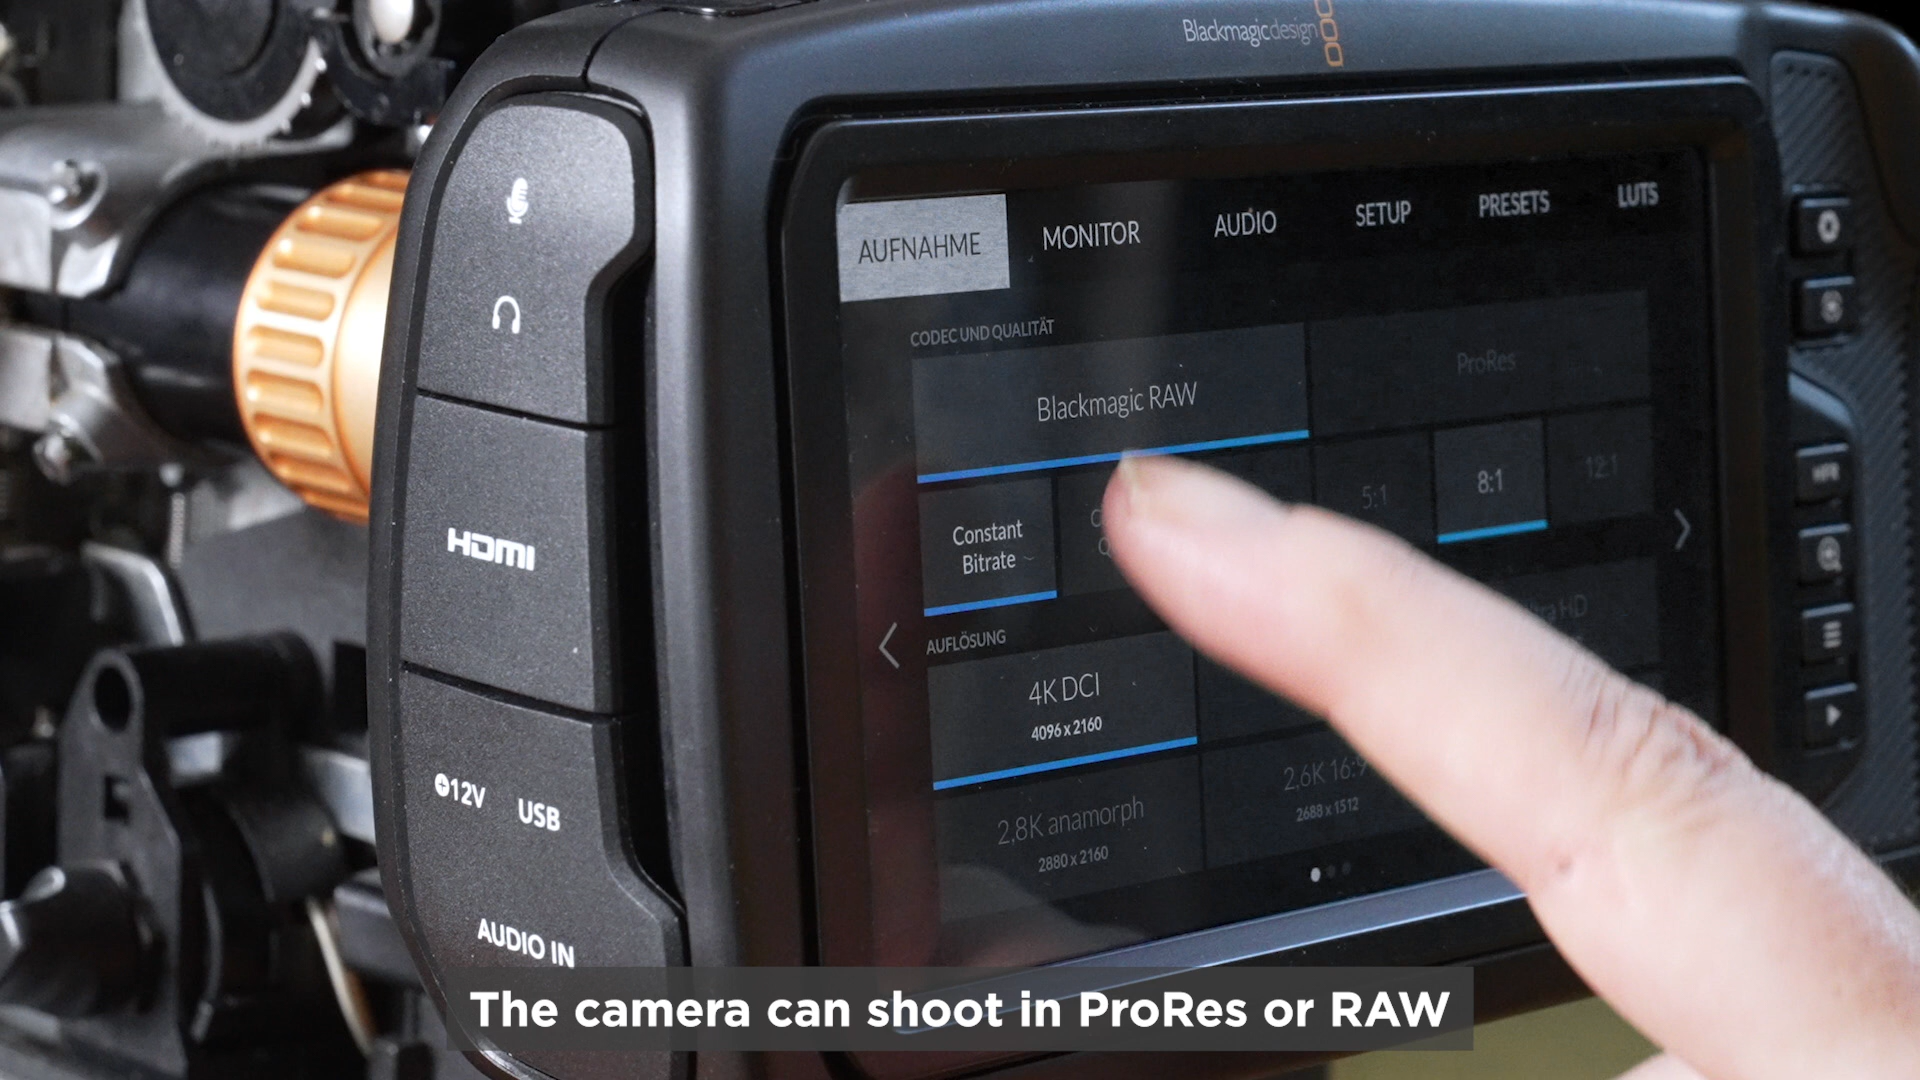 Blackmagicdesign
AUFNAHME MONITOR AUDIO SETUP PRESETS LUTS
CODEC UND QUALITÄT
Blackmagic RAW ProRes
Constant
Bitrate
5:1 8:1 12:1
HFR
AUFLÖSUNG
4K DCI
4096 x 2160
Ultra HD
2,8K anamorph
2880 x 2160
2,6K 16:9
2688 x 1512
HDMI
+12V USB
AUDIO IN
The camera can shoot in ProRes or RAW